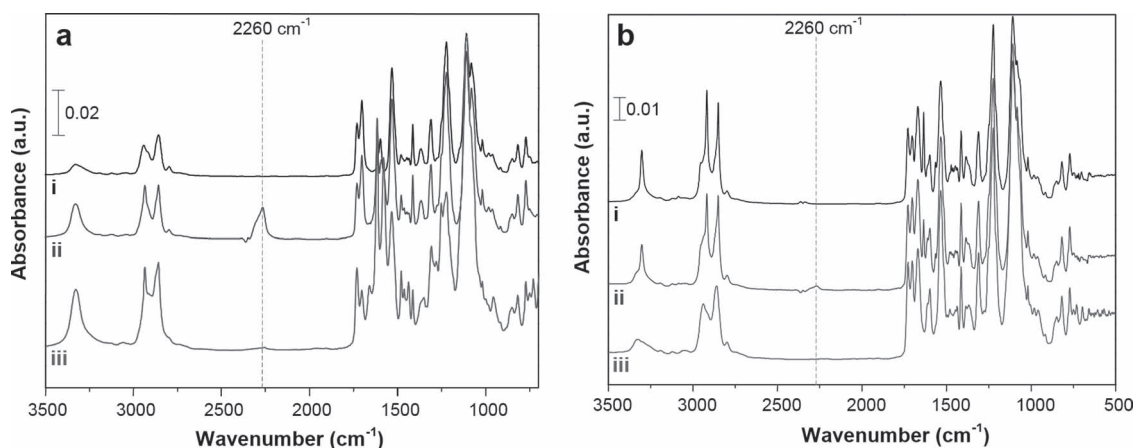 a
2260 cm⁻¹
0.02
i
ii
iii
Absorbance (a.u.)
3500 3000 2500 2000 1500 1000
Wavenumber (cm⁻¹)
b
2260 cm⁻¹
0.01
i
ii
iii
Absorbance (a.u.)
3500 3000 2500 2000 1500 1000 500
Wavenumber (cm⁻¹)